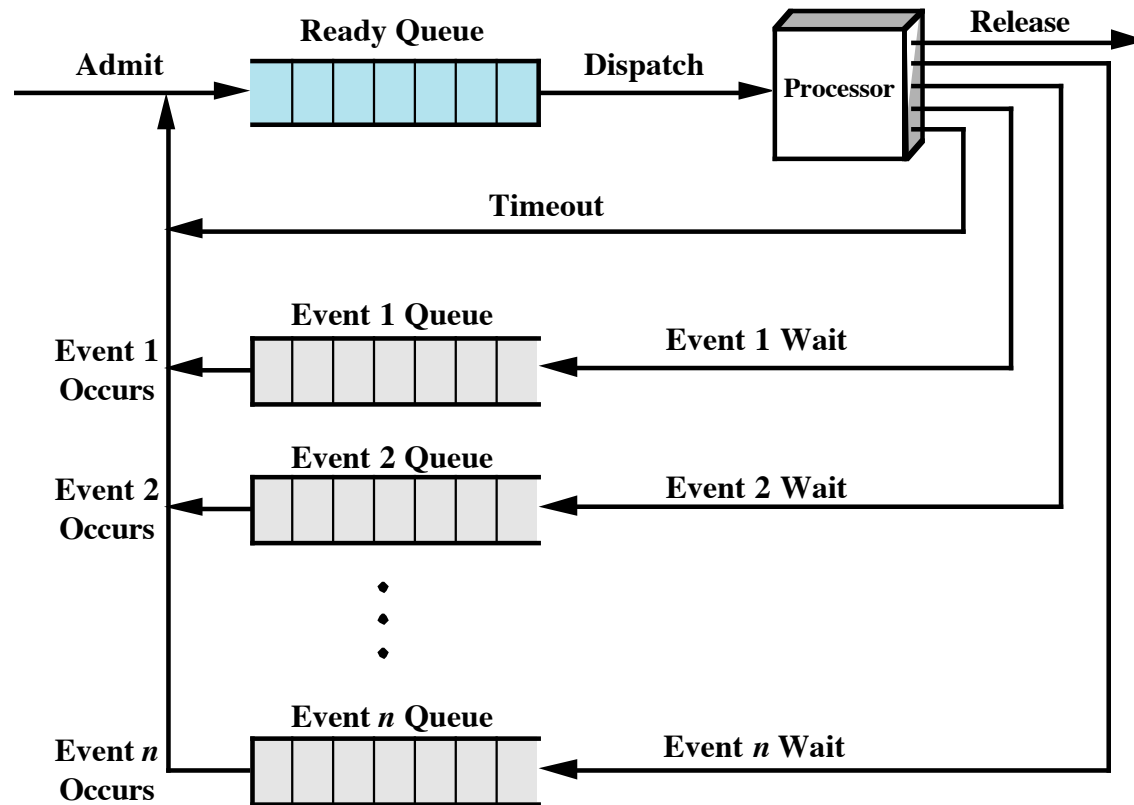 Ready Queue
Release
Admit
Dispatch
Processor
Timeout
Event 1 Queue
Event 1
Occurs
Event 1 Wait
Event 2 Queue
Event 2
Occurs
Event 2 Wait
Event n Queue
Event n
Occurs
Event n Wait